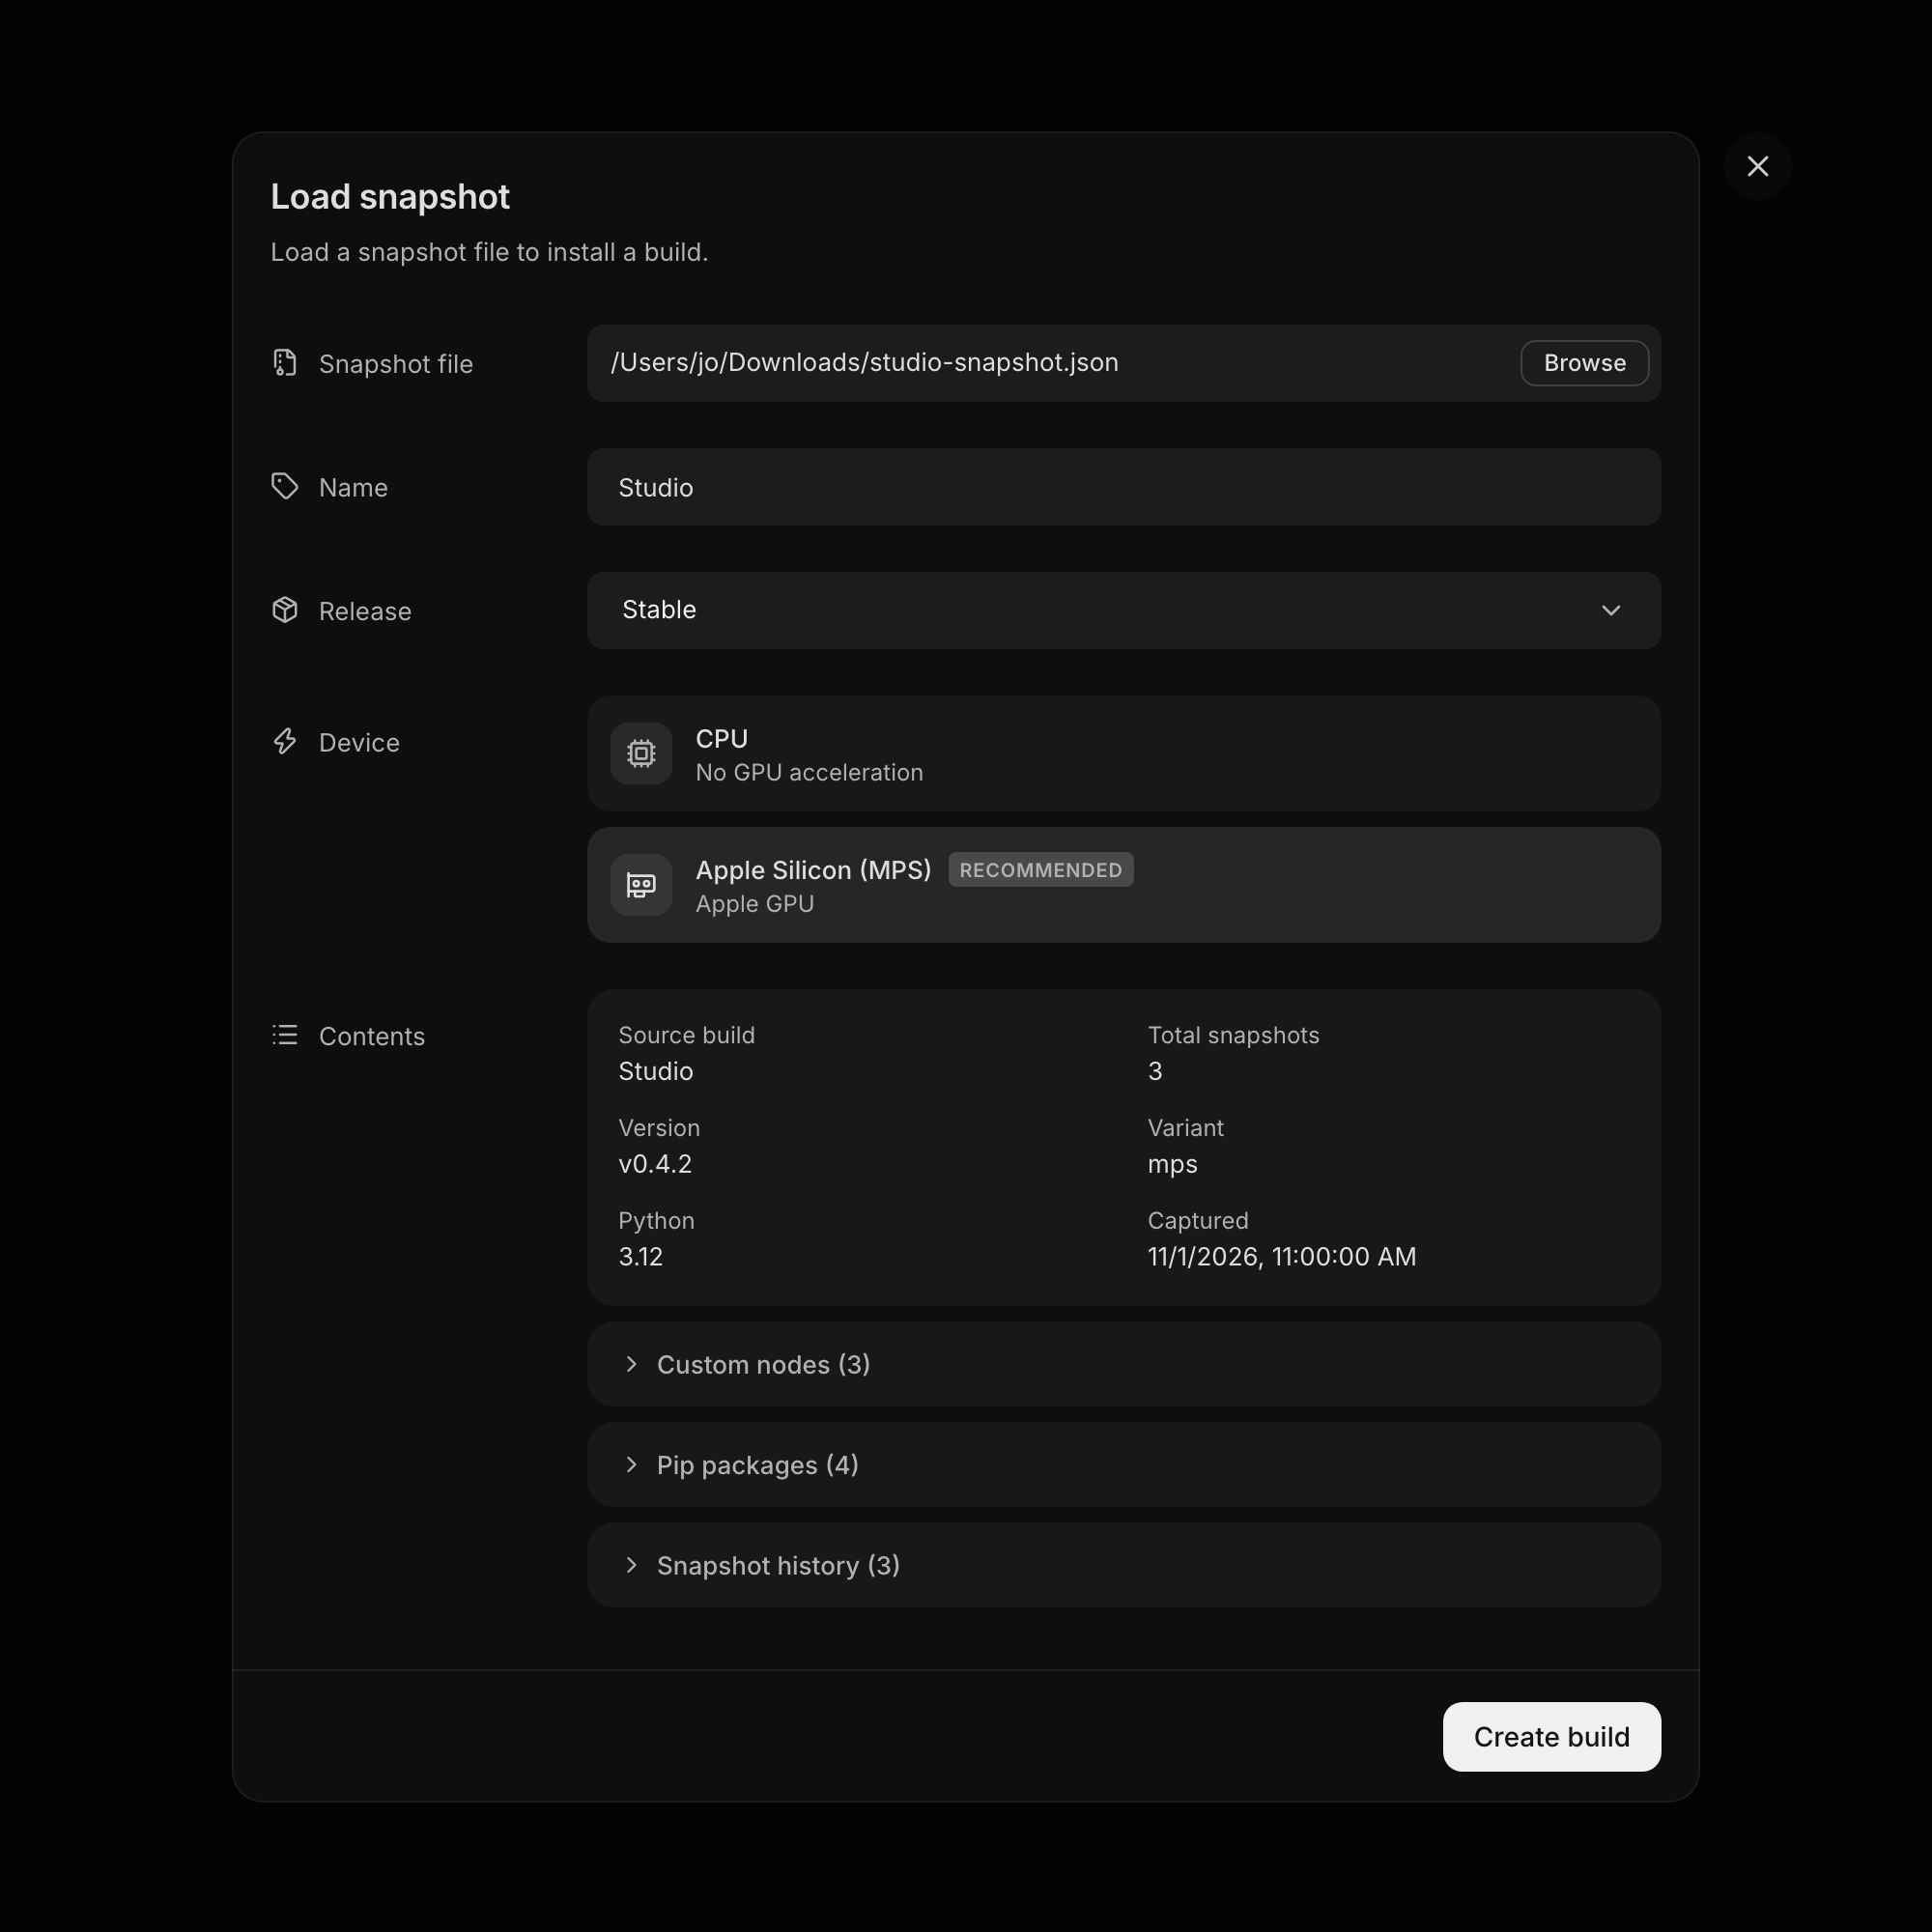 Load snapshot
Load a snapshot file to install a build.
Snapshot file
/Users/jo/Downloads/studio-snapshot.json
Browse
Name
Studio
Release
Stable
Device
CPU
No GPU acceleration
Apple Silicon (MPS) RECOMMENDED
Apple GPU
Contents
Source build
Studio
Total snapshots
3
Version
v0.4.2
Variant
mps
Python
3.12
Captured
11/1/2026, 11:00:00 AM
Custom nodes (3)
Pip packages (4)
Snapshot history (3)
Create build